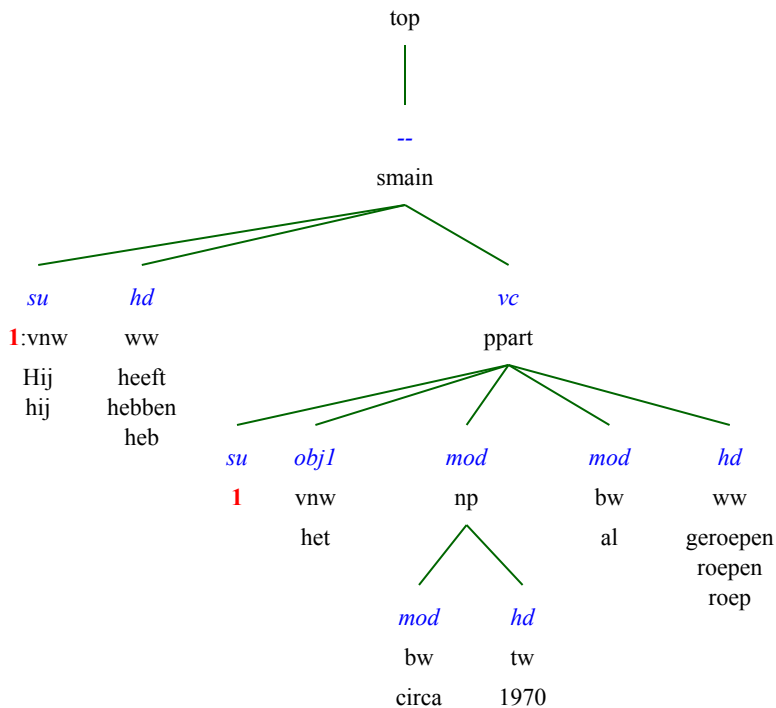 top
--
smain
su hd vc
1:vnw ww ppart
Hij heeft
hij hebben
heb
su obj1 mod mod hd
1 vnw np bw ww
het al geroepen
roepen
roep
mod hd
bw tw
circa 1970